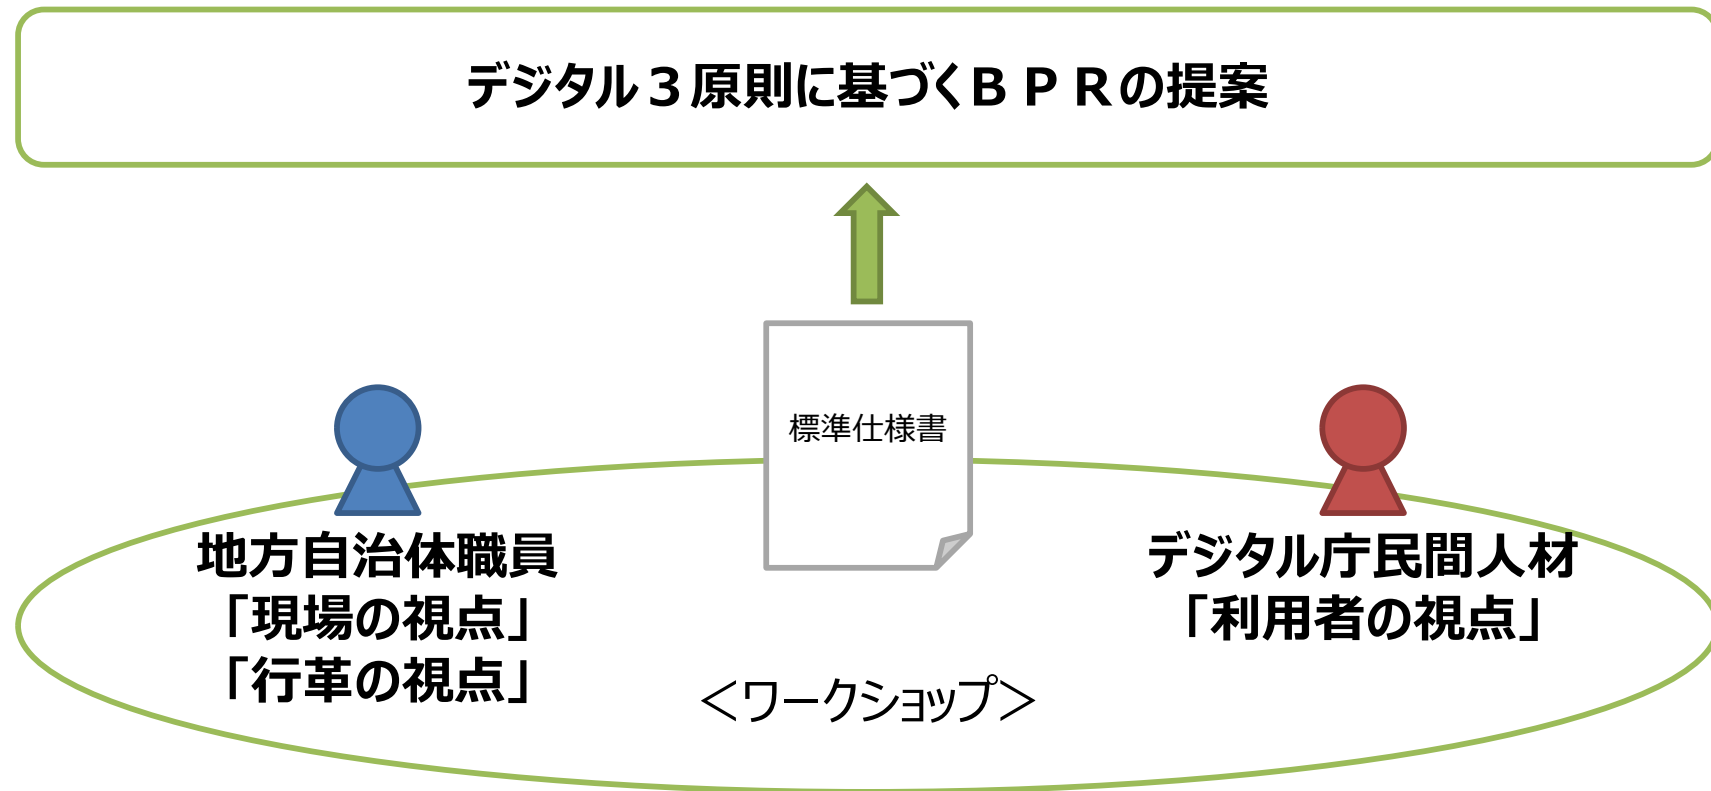 デジタル３原則に基づくＢＰＲの提案
標準仕様書
地方自治体職員
「現場の視点」
「行革の視点」
デジタル庁民間人材
「利用者の視点」
＜ワークショップ＞